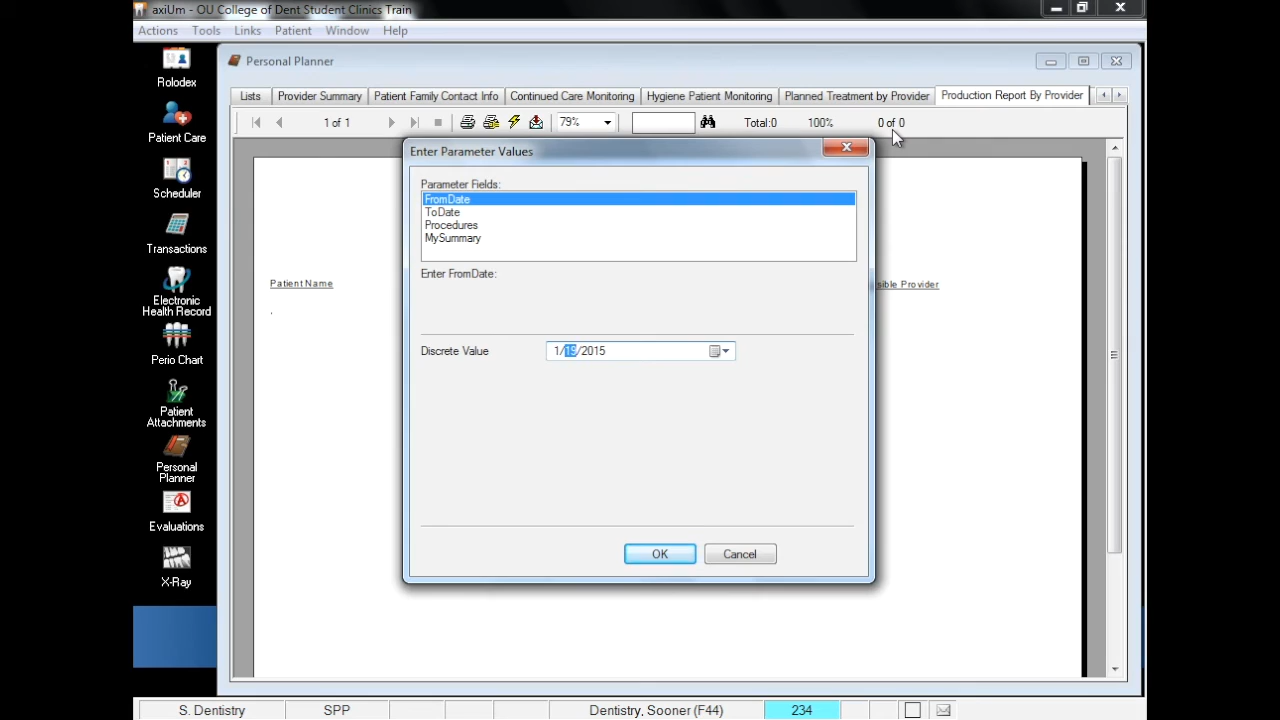 axiUm - OU College of Dent Student Clinics Train
Actions Tools Links Patient Window Help
Rolodex
Patient Care
Scheduler
Transactions
Electronic
Health Record
Perio Chart
Patient
Attachments
Personal
Planner
Evaluations
X-Ray
Personal Planner
Lists Provider Summary Patient Family Contact Info Continued Care Monitoring Hygiene Patient Monitoring Planned Treatment by Provider Production Report By Provider
1 of 1 79% Total:0 100% 0 of 0
Patient Name
sible Provider
Enter Parameter Values
Parameter Fields:
FromDate
ToDate
Procedures
MySummary
Enter FromDate:
Discrete Value 1/19/2015
OK Cancel
S. Dentistry SPP Dentistry, Sooner (F44) 234